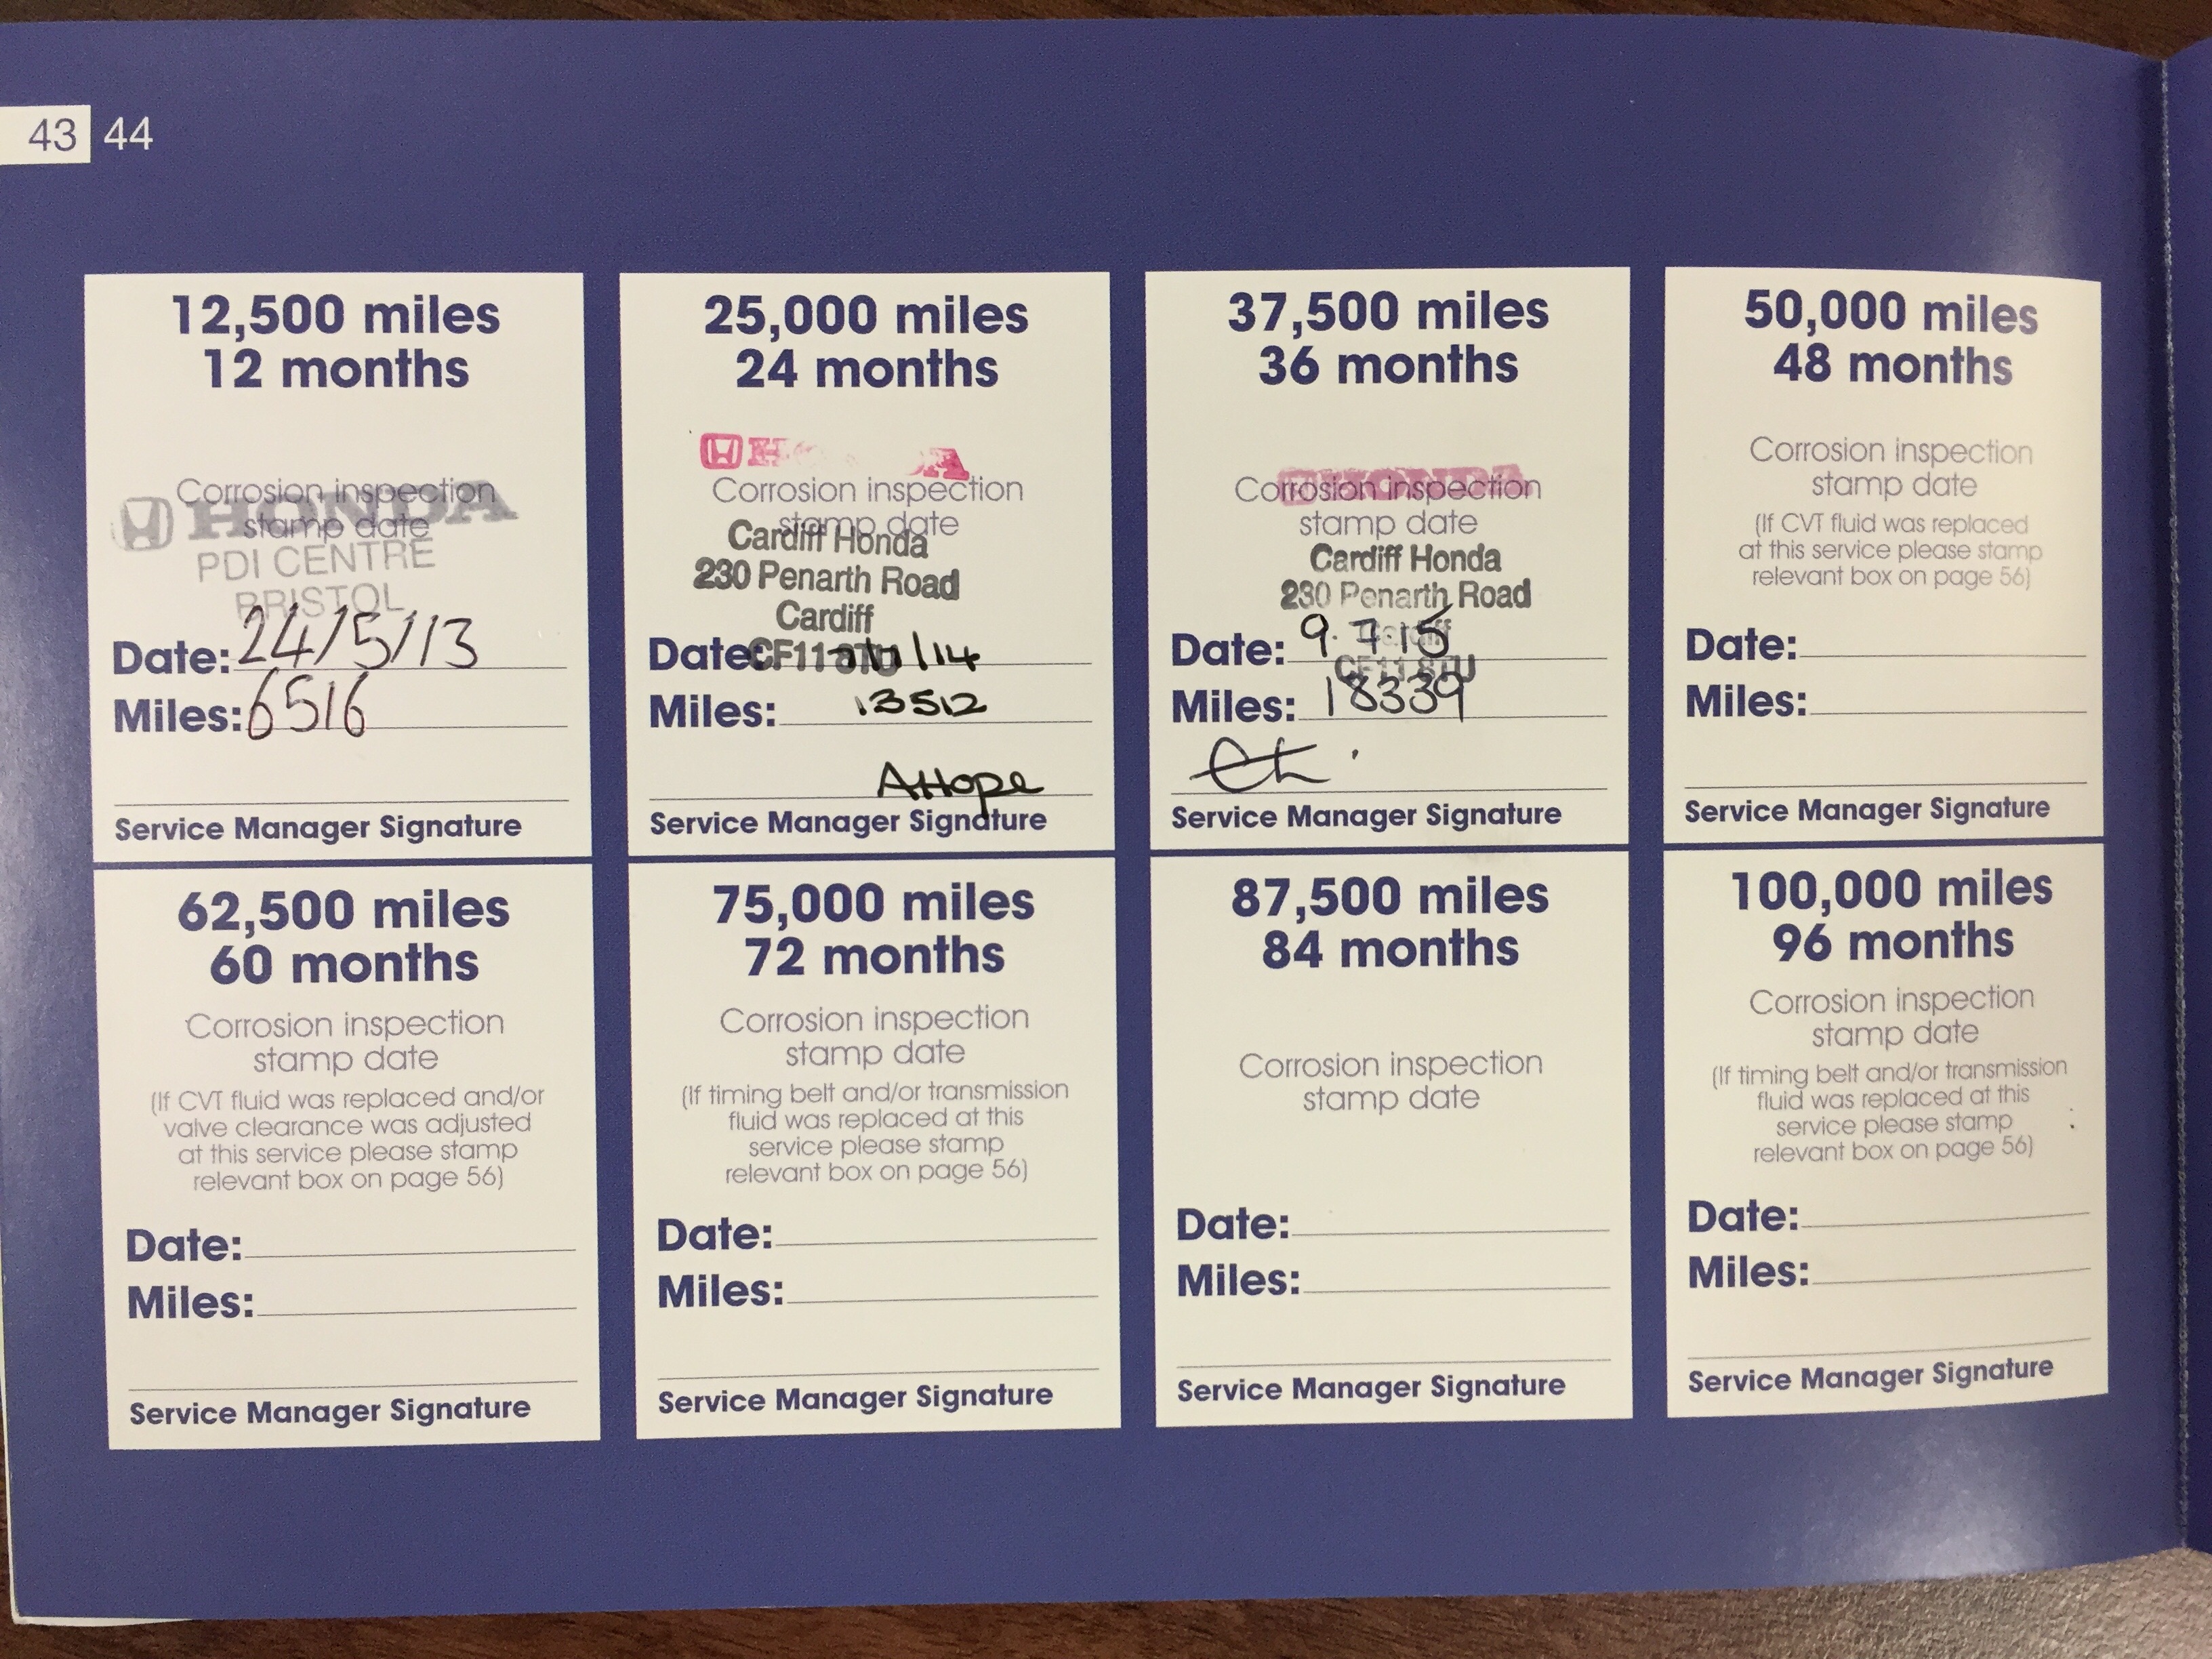 43 44
12,500 miles
12 months
Corrosion inspection
stamp date
HONDA
PDI CENTRE
BRISTOL
Date: 24/5/13
Miles: 6516
Service Manager Signature
25,000 miles
24 months
Corrosion inspection
stamp date
Cardiff Honda
230 Penarth Road
Cardiff
CF11 8TU
Date: /14
Miles: 13512
AHope
Service Manager Signature
37,500 miles
36 months
HONDA
Corrosion inspection
stamp date
Cardiff Honda
230 Penarth Road
Cardiff
CF11 8TU
Date: 9.7.15
Miles: 18339
Service Manager Signature
50,000 miles
48 months
Corrosion inspection
stamp date
(If CVT fluid was replaced
at this service please stamp
relevant box on page 56)
Date:
Miles:
Service Manager Signature
62,500 miles
60 months
Corrosion inspection
stamp date
(If CVT fluid was replaced and/or
valve clearance was adjusted
at this service please stamp
relevant box on page 56)
Date:
Miles:
Service Manager Signature
75,000 miles
72 months
Corrosion inspection
stamp date
(If timing belt and/or transmission
fluid was replaced at this
service please stamp
relevant box on page 56)
Date:
Miles:
Service Manager Signature
87,500 miles
84 months
Corrosion inspection
stamp date
Date:
Miles:
Service Manager Signature
100,000 miles
96 months
Corrosion inspection
stamp date
(If timing belt and/or transmission
fluid was replaced at this
service please stamp
relevant box on page 56)
Date:
Miles:
Service Manager Signature